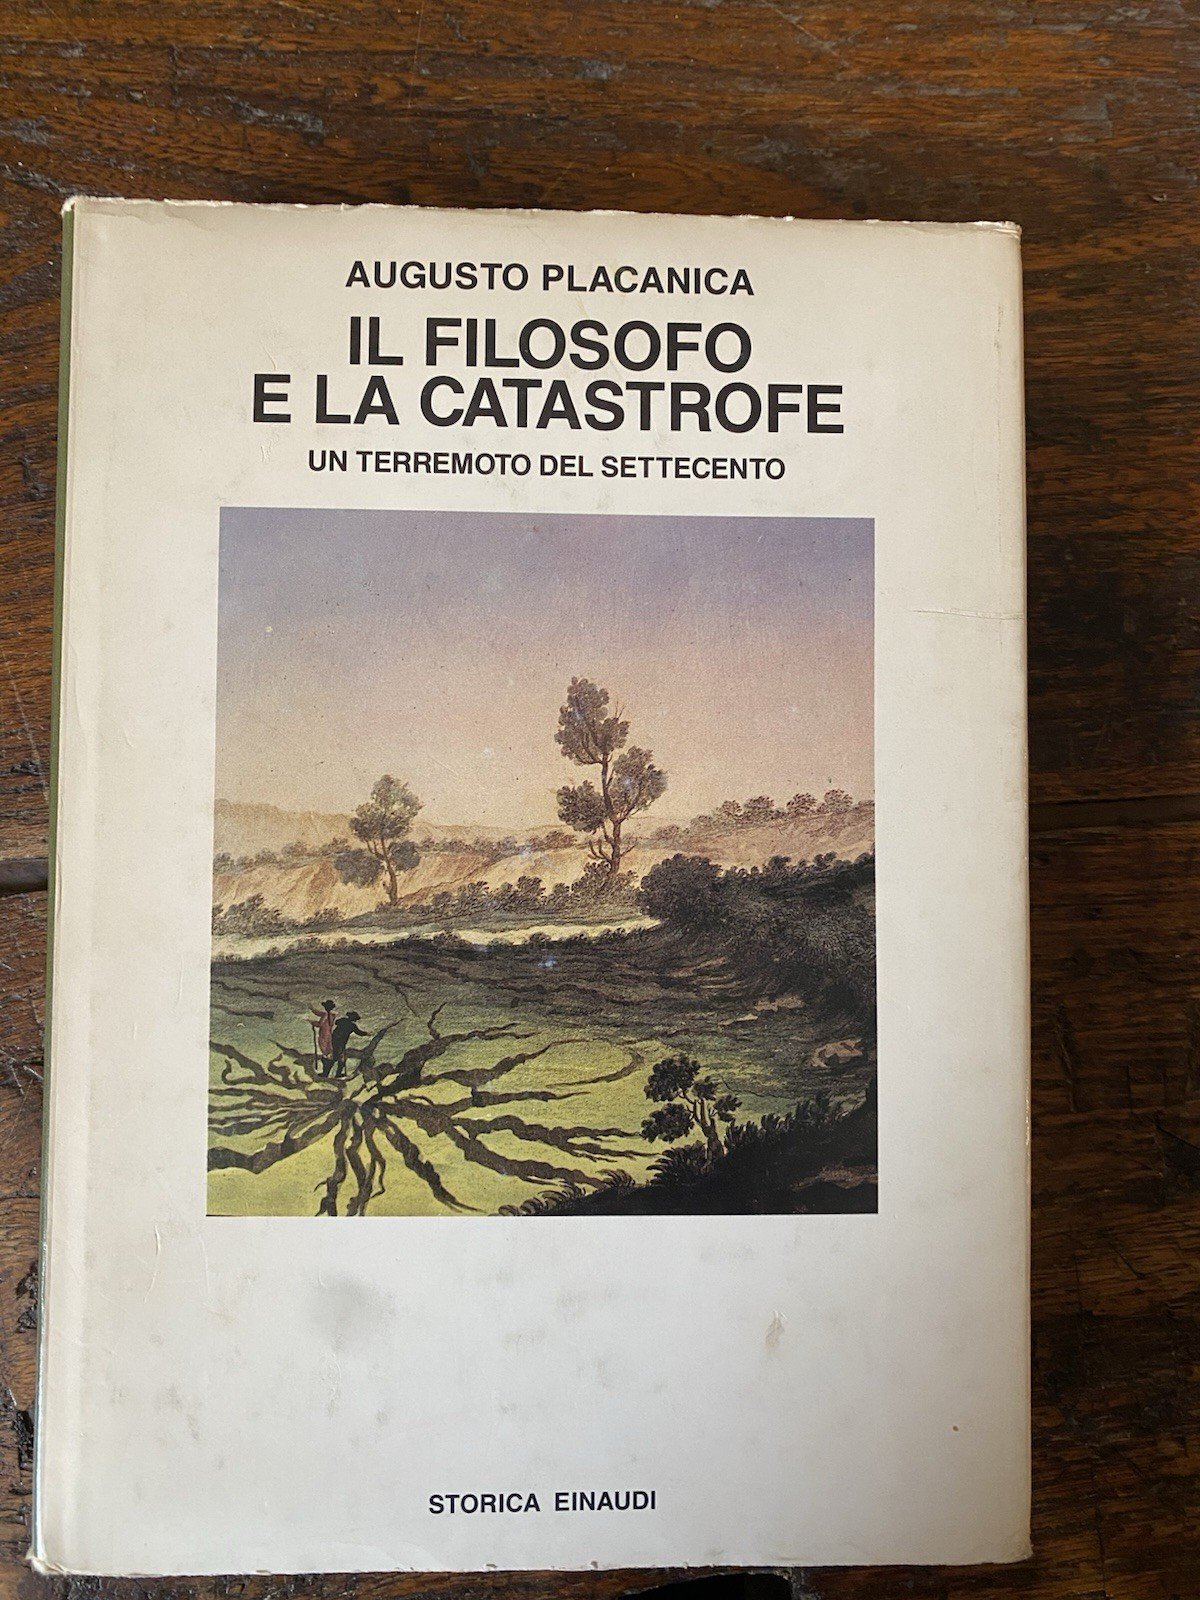 AUGUSTO PLACANICA
IL FILOSOFO
E LA CATASTROFE
UN TERREMOTO DEL SETTECENTO
STORICA EINAUDI